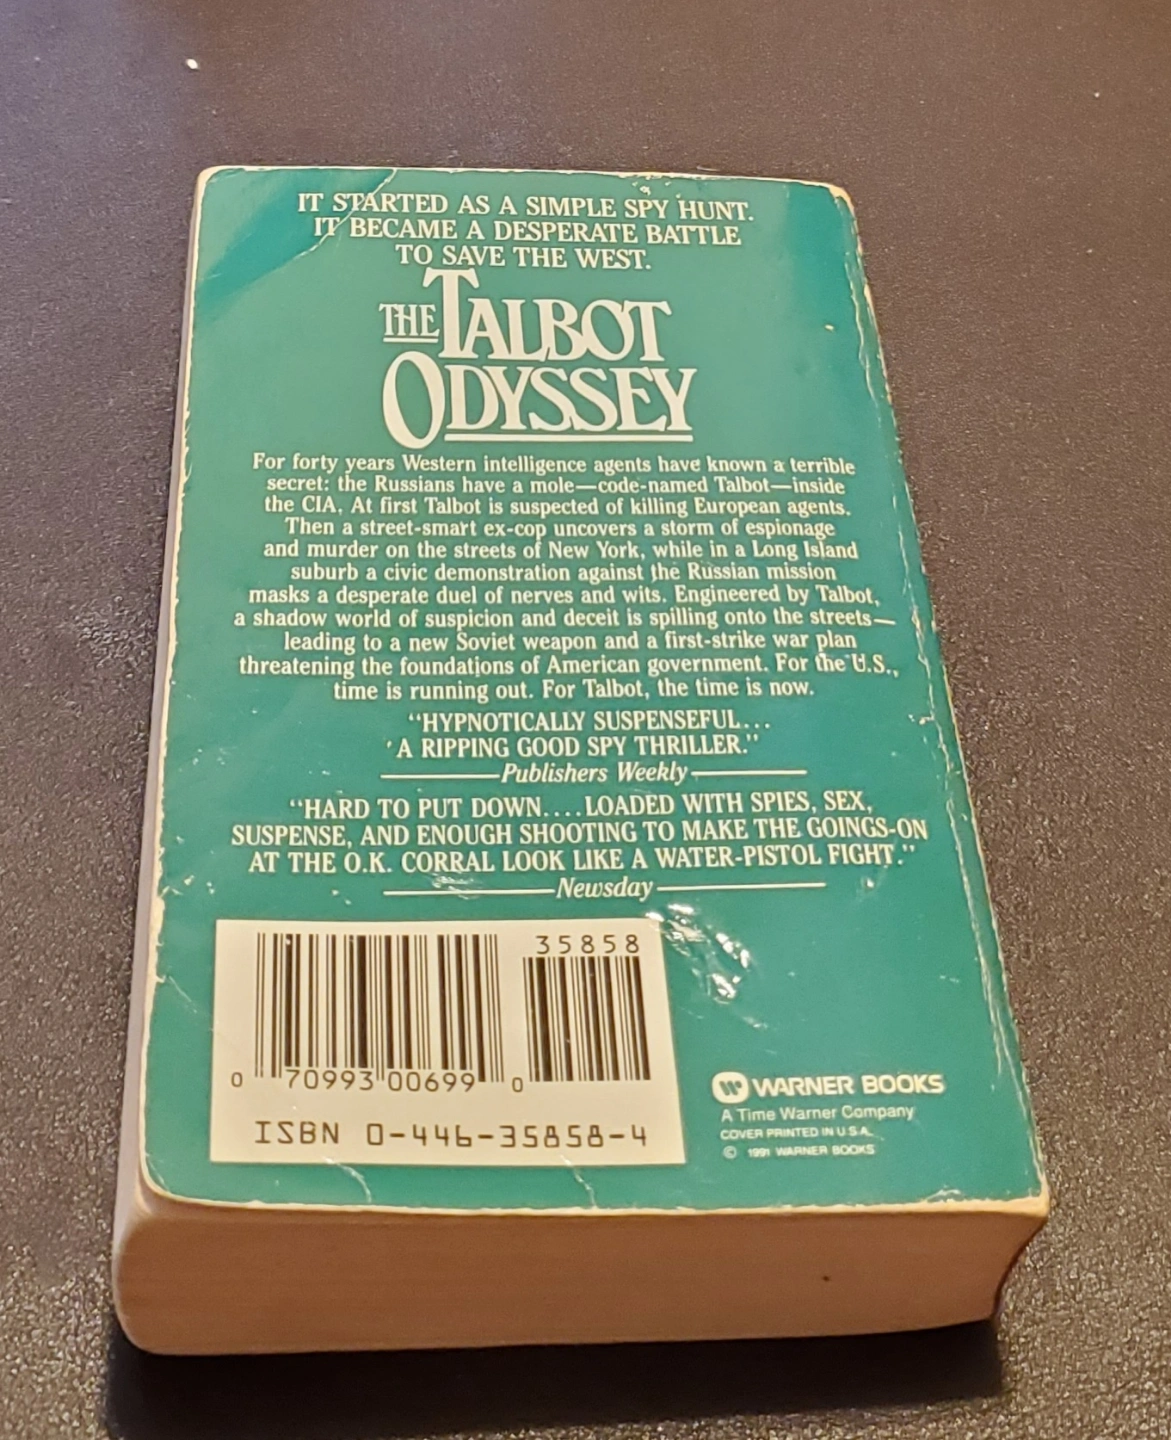 IT STARTED AS A SIMPLE SPY HUNT.
IT BECAME A DESPERATE BATTLE
TO SAVE THE WEST.
THE TALBOT
ODYSSEY
For forty years Western intelligence agents have known a terrible
secret: the Russians have a mole—code-named Talbot—inside
the CIA. At first Talbot is suspected of killing European agents.
Then a street-smart ex-cop uncovers a storm of espionage
and murder on the streets of New York, while in a Long Island
suburb a civic demonstration against the Russian mission
masks a desperate duel of nerves and wits. Engineered by Talbot,
a shadow world of suspicion and deceit is spilling onto the streets—
leading to a new Soviet weapon and a first-strike war plan
threatening the foundations of American government. For the U.S.,
time is running out. For Talbot, the time is now.
“HYPNOTICALLY SUSPENSEFUL...
A RIPPING GOOD SPY THRILLER.”
Publishers Weekly
“HARD TO PUT DOWN....LOADED WITH SPIES, SEX,
SUSPENSE, AND ENOUGH SHOOTING TO MAKE THE GOINGS-ON
AT THE O.K. CORRAL LOOK LIKE A WATER-PISTOL FIGHT.”
Newsday
35858
0 70993 00699 0
ISBN 0-446-35858-4
W WARNER BOOKS
A Time Warner Company
COVER PRINTED IN U.S.A.
© 1991 WARNER BOOKS